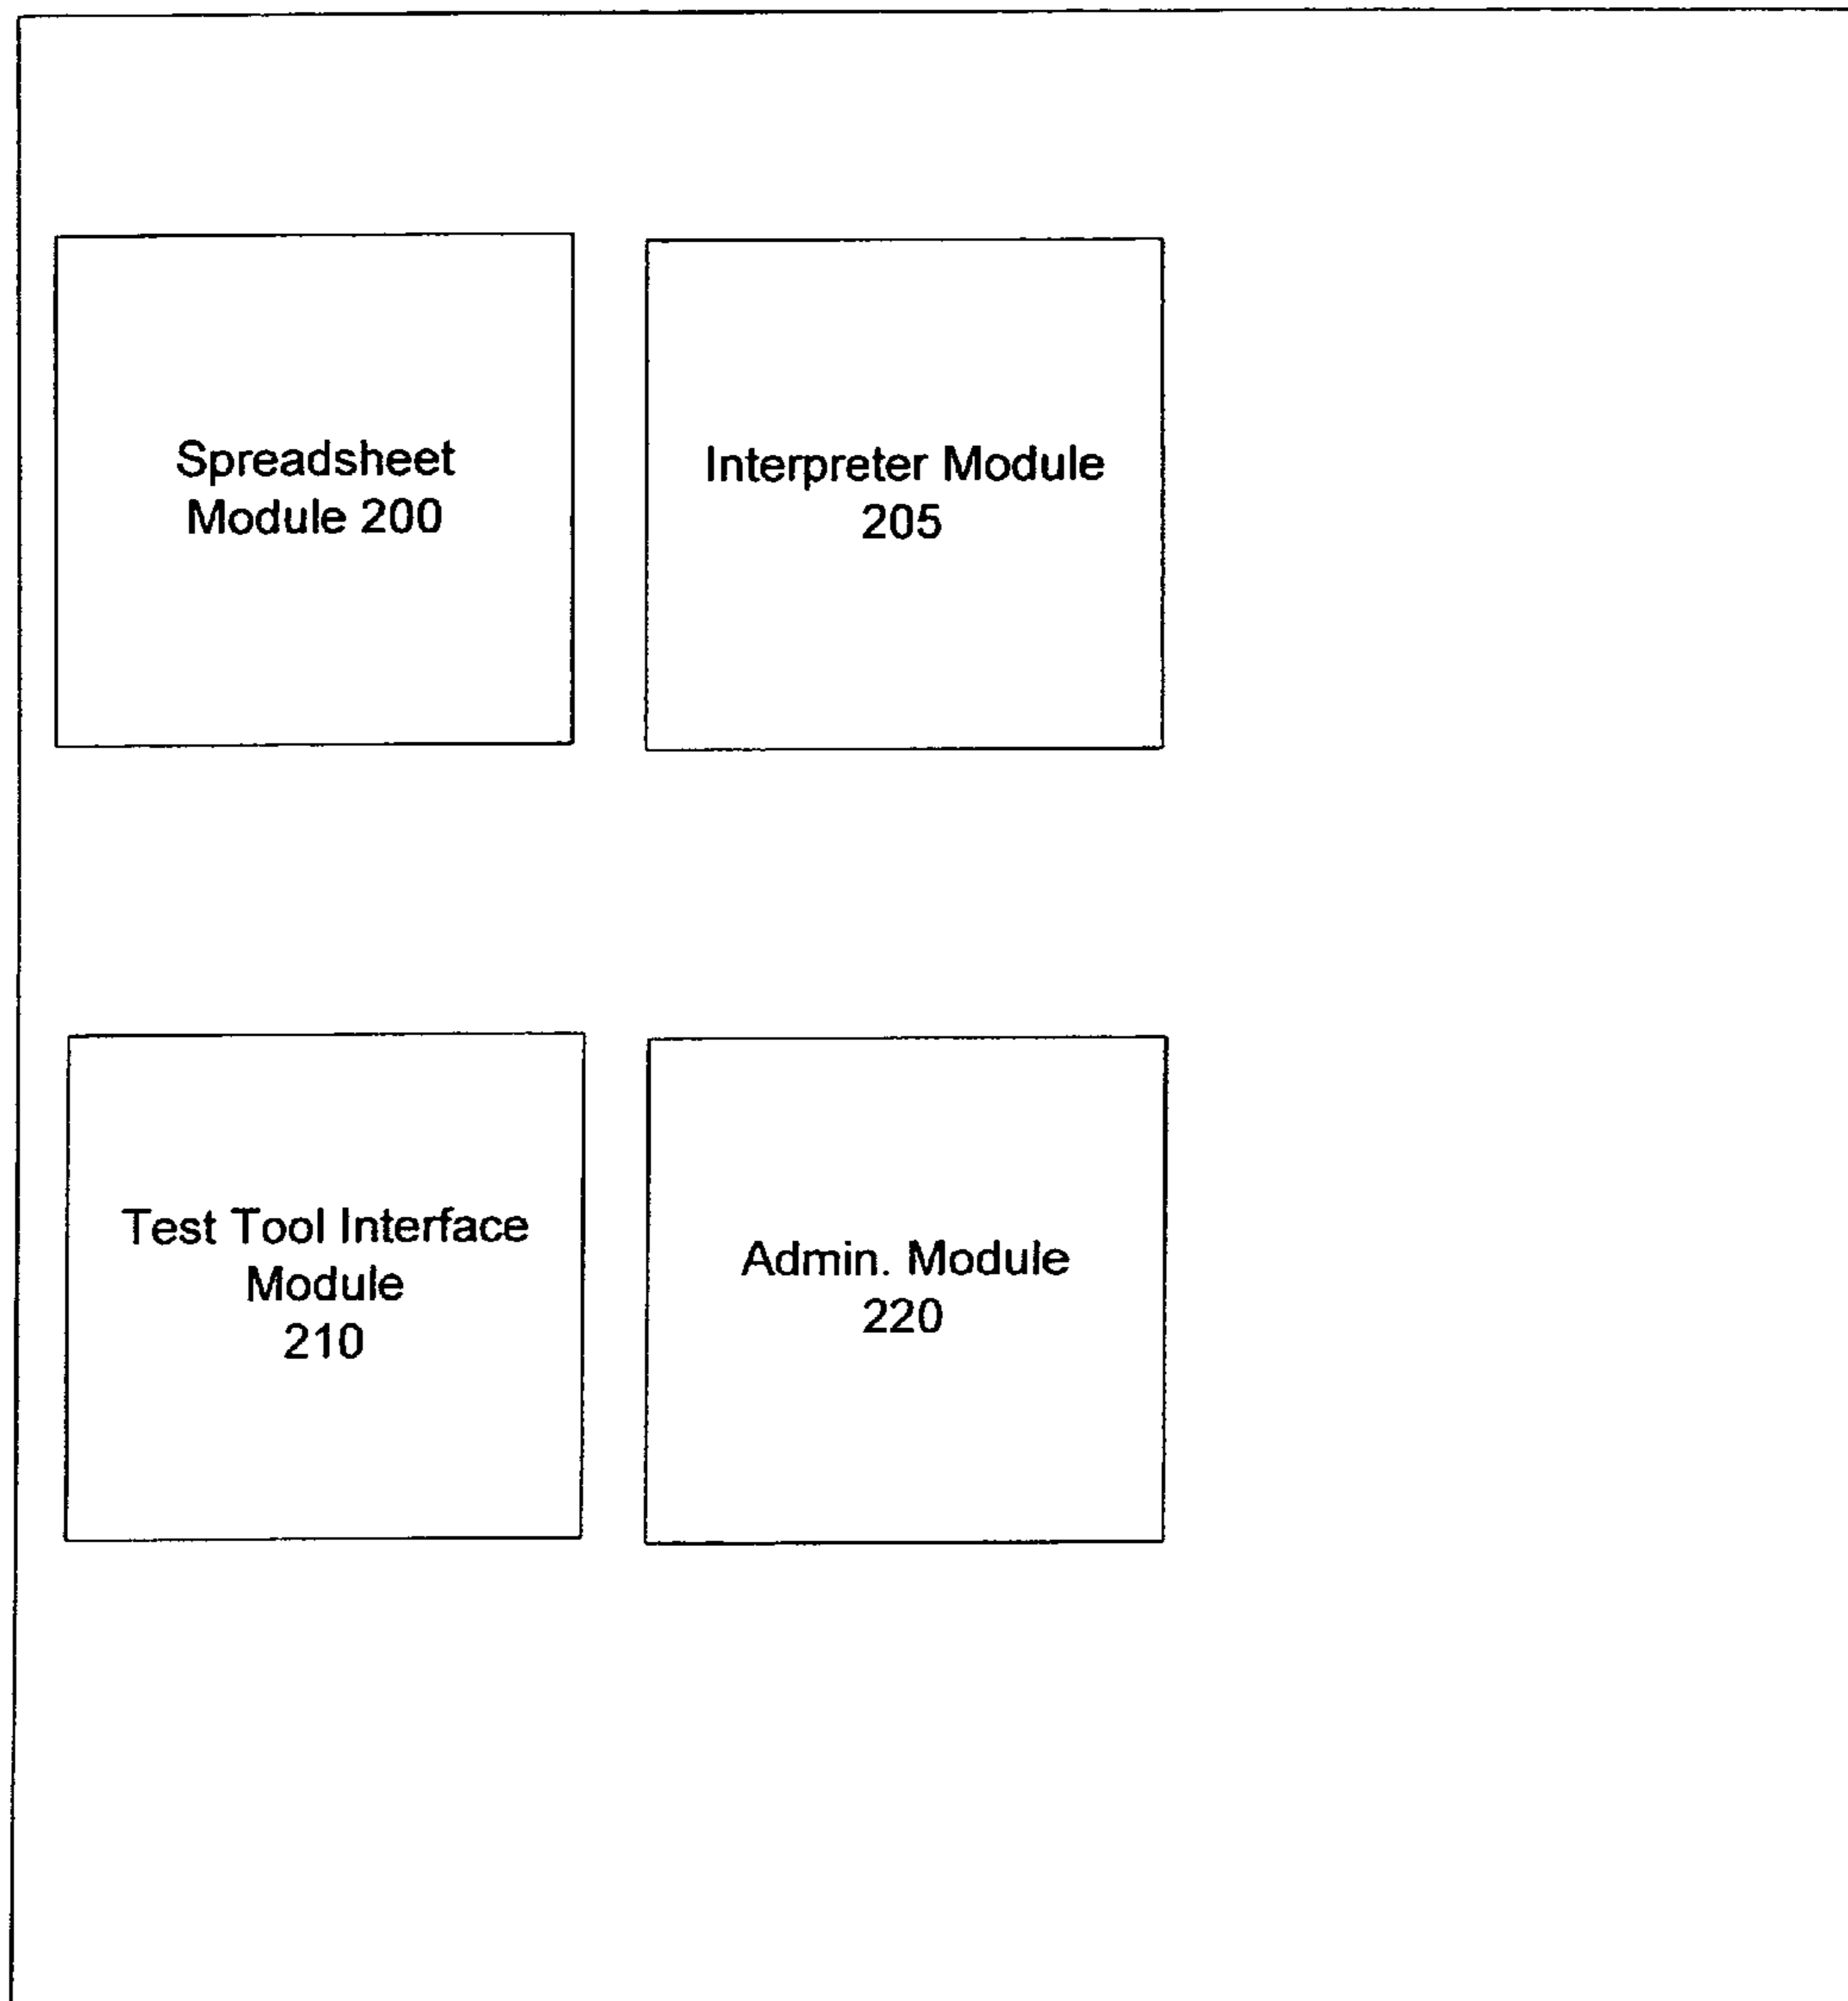 Spreadsheet
Module 200
Interpreter Module
205
Test Tool Interface
Module
210
Admin. Module
220